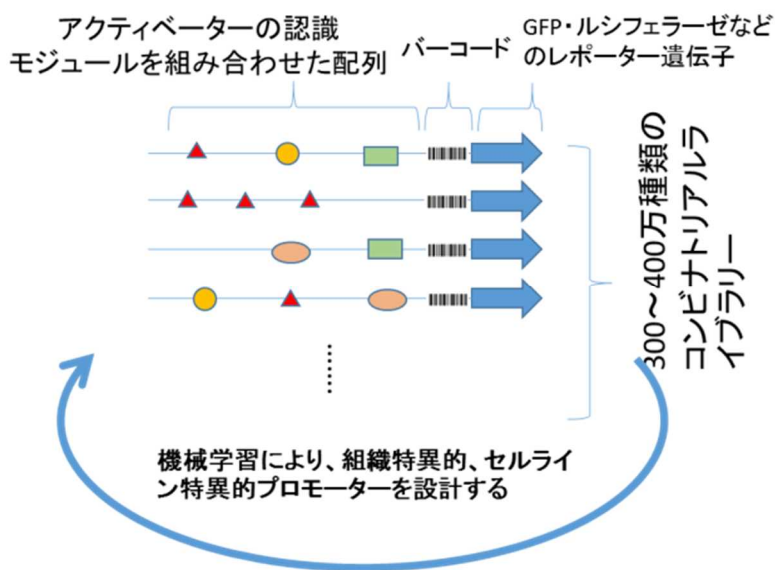 アクティベーターの認識
モジュールを組み合わせた配列
バーコード
GFP・ルシフェラーゼなど
のレポーター遺伝子
300～400万種類の
コンビナトリアルラ
イブラリー
……
機械学習により、組織特異的、セルライ
ン特異的プロモーターを設計する